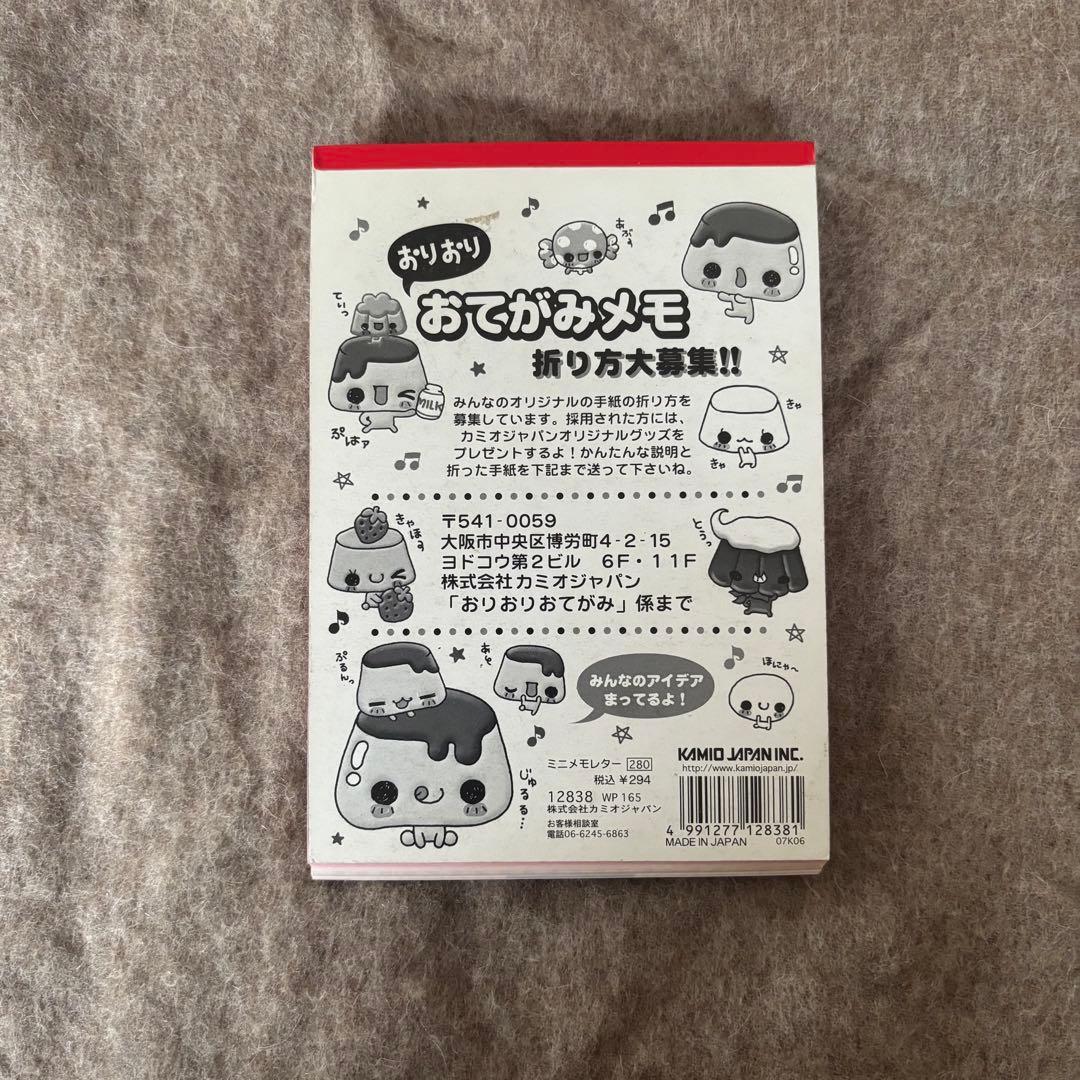 おりおり
あぶぅ
てぃっ
おてがみメモ
折り方大募集!!
MILK
ぷはァ
みんなのオリジナルの手紙の折り方を
募集しています。採用された方には、
カミオジャパンオリジナルグッズを
プレゼントするよ！かんたんな説明と
折った手紙を下記まで送って下さいね。
きゃ
きゃ
きゃほぅ
とぅっ
〒541-0059
大阪市中央区博労町4-2-15
ヨドコウ第2ビル 6F・11F
株式会社カミオジャパン
「おりおりおてがみ」係まで
ぷるんっ
みんなのアイデア
まってるよ！
ほにゃ〜
じゅるる…
ミニメモレター 280
税込 ¥294
12838 WP165
株式会社カミオジャパン
お客様相談室
電話06-6245-6863
KAMIO JAPAN INC.
http://www.kamiojapan.jp/
4 991277 128381
MADE IN JAPAN 07K06